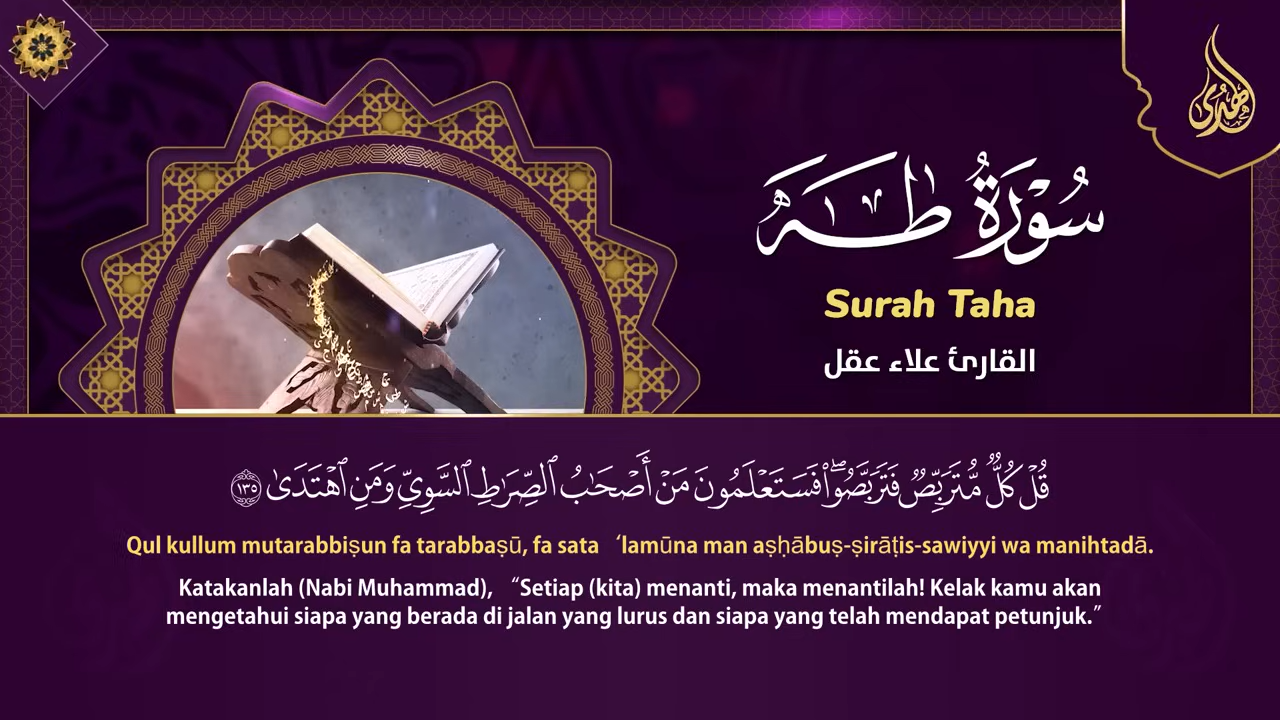 الهدى
سُورَةُ طه
Surah Taha
القارئ علاء عقل
قُلْ كُلٌّ مُّتَرَبِّصٌ فَتَرَبَّصُوا۟ ۖ فَسَتَعْلَمُونَ مَنْ أَصْحَٰبُ ٱلصِّرَٰطِ ٱلسَّوِىِّ وَمَنِ ٱهْتَدَىٰ ١٣٥
Qul kullum mutarabbiṣun fa tarabbaṣū, fa sata ‘lamūna man aṣḥābuṣ-ṣirāṭis-sawiyyi wa manihtadā.
Katakanlah (Nabi Muhammad), “Setiap (kita) menanti, maka menantilah! Kelak kamu akan
mengetahui siapa yang berada di jalan yang lurus dan siapa yang telah mendapat petunjuk.”